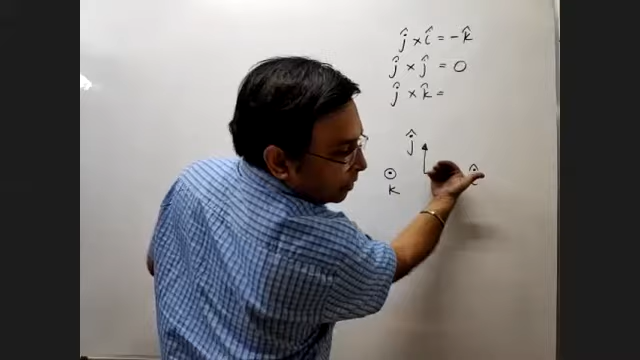 ĵ × î = -k̂
ĵ × ĵ = 0
ĵ × k̂ =
ĵ
î
k